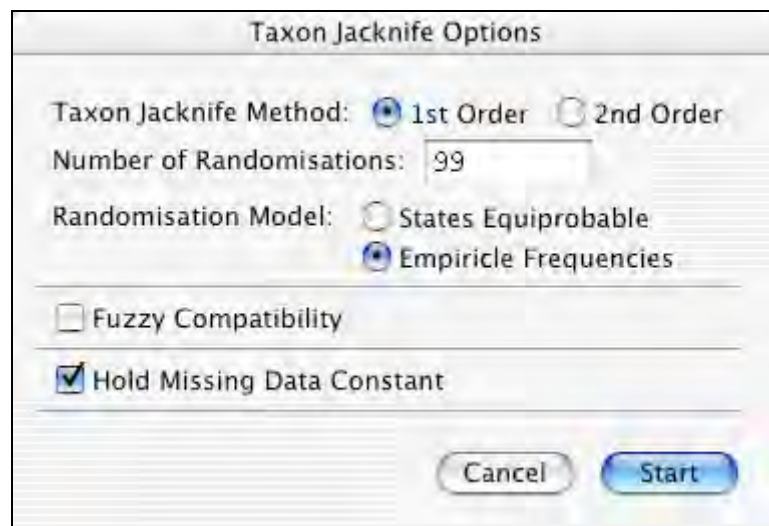 Taxon Jacknife Options
Taxon Jacknife Method: 1st Order 2nd Order
Number of Randomisations: 99
Randomisation Model: States Equiprobable
Empiricle Frequencies
Fuzzy Compatibility
Hold Missing Data Constant
Cancel Start